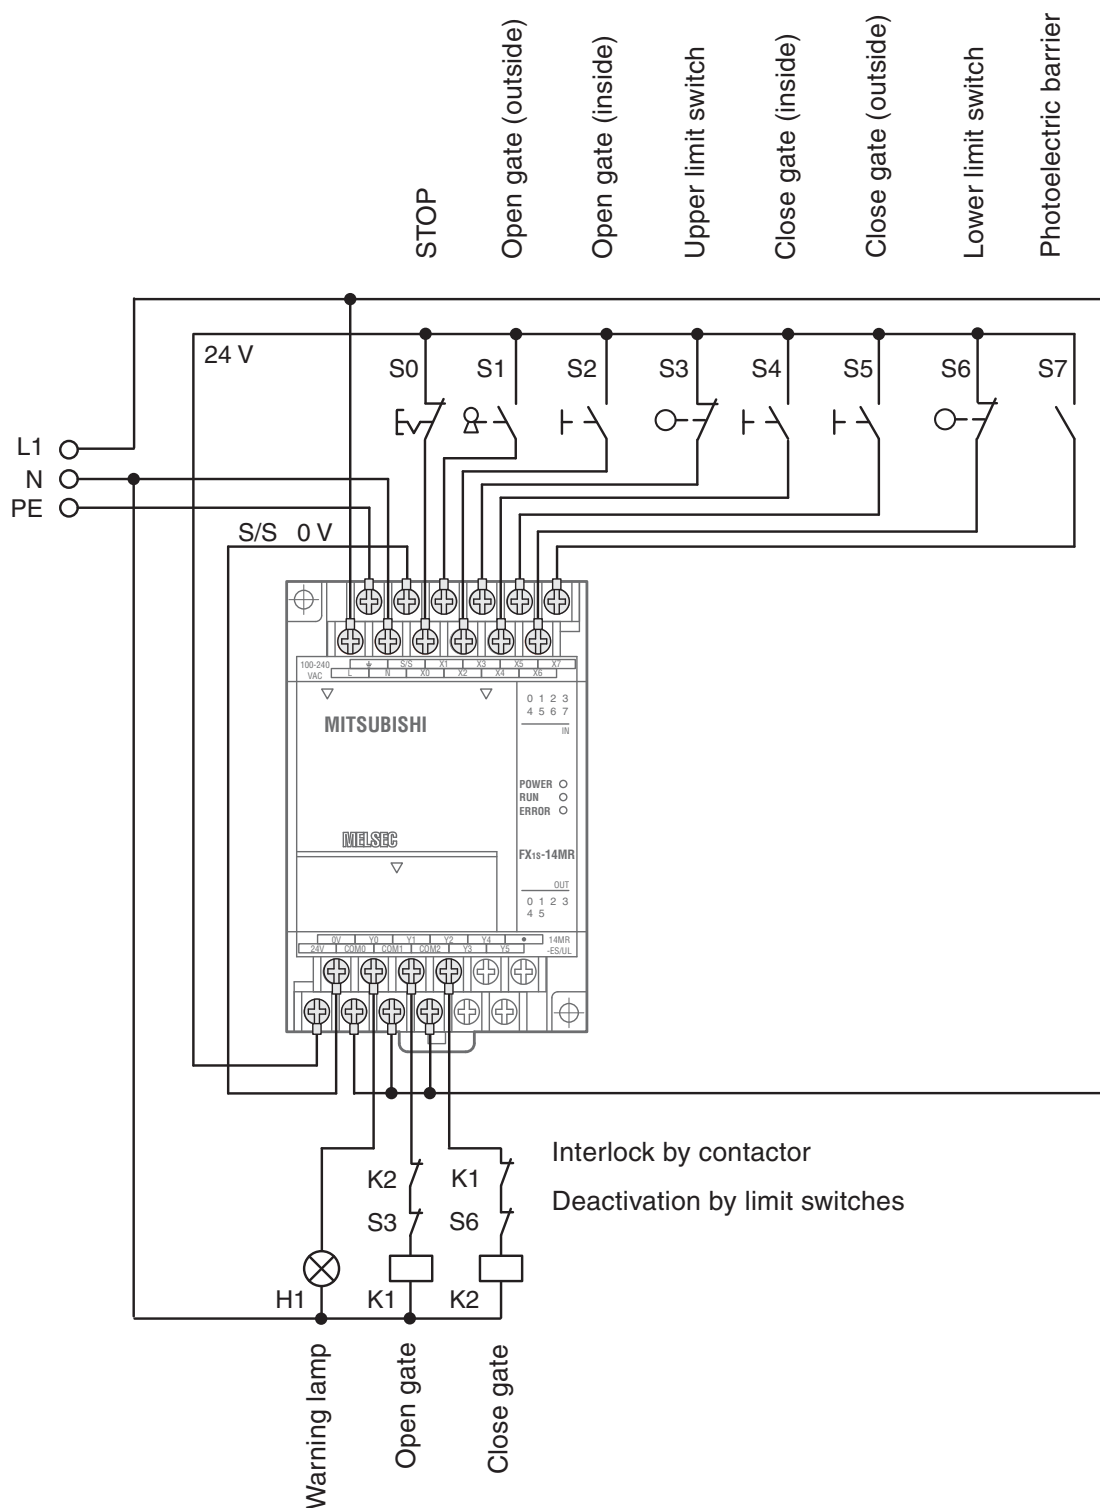 STOP
Open gate (outside)
Open gate (inside)
Upper limit switch
Close gate (inside)
Close gate (outside)
Lower limit switch
Photoelectric barrier
24 V
S0
S1
S2
S3
S4
S5
S6
S7
L1
N
PE
S/S 0 V
100-240
VAC
S/S X1 X3 X5 X7
L N X0 X2 X4 X6
0 1 2 3
4 5 6 7
IN
MITSUBISHI
POWER
RUN
ERROR
MELSEC
FX1S-14MR
OUT
0 1 2 3
4 5
0V Y0 Y1 Y2 Y4 •
24V COM0 COM1 COM2 Y3 Y5
14MR
-ES/UL
Interlock by contactor
K2
K1
Deactivation by limit switches
S3
S6
H1
K1
K2
Warning lamp
Open gate
Close gate